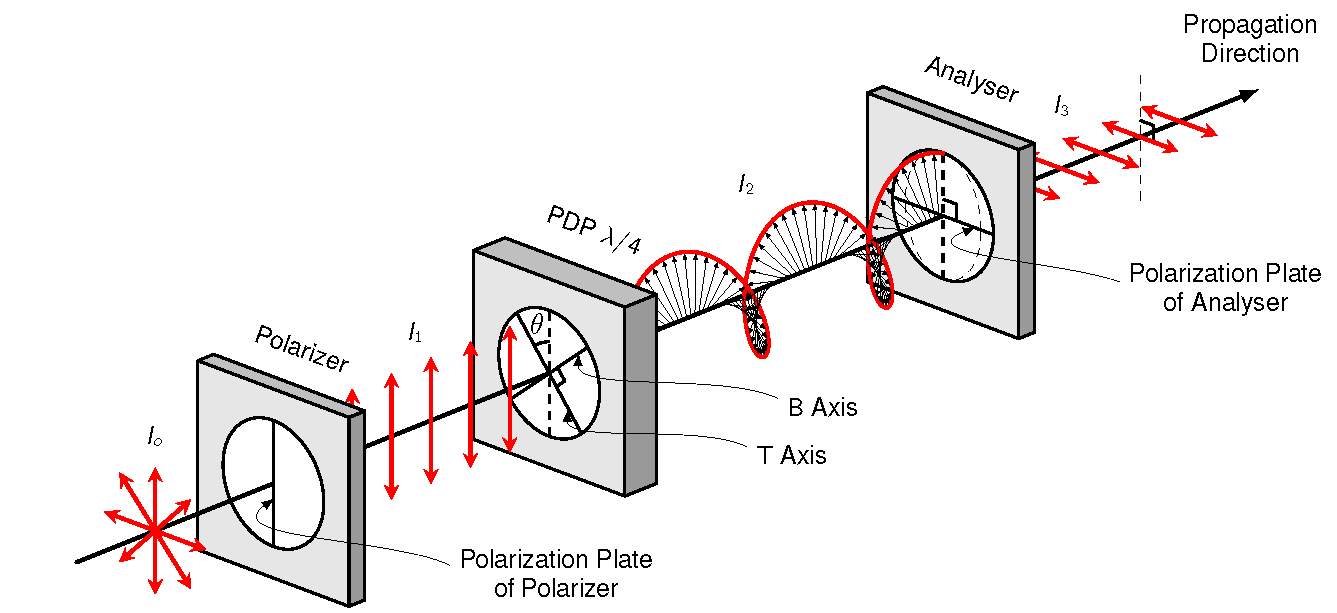 Propagation
Direction
Analyser
I3
I2
PDP λ/4
Polarization Plate
of Analyser
θ
I1
Polarizer
B Axis
T Axis
Io
Polarization Plate
of Polarizer